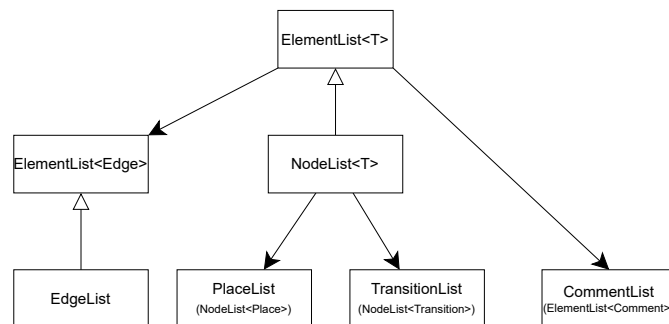 ElementList<T>
ElementList<Edge>
NodeList<T>
EdgeList
PlaceList
(NodeList<Place>)
TransitionList
(NodeList<Transition>)
CommentList
(ElementList<Comment>